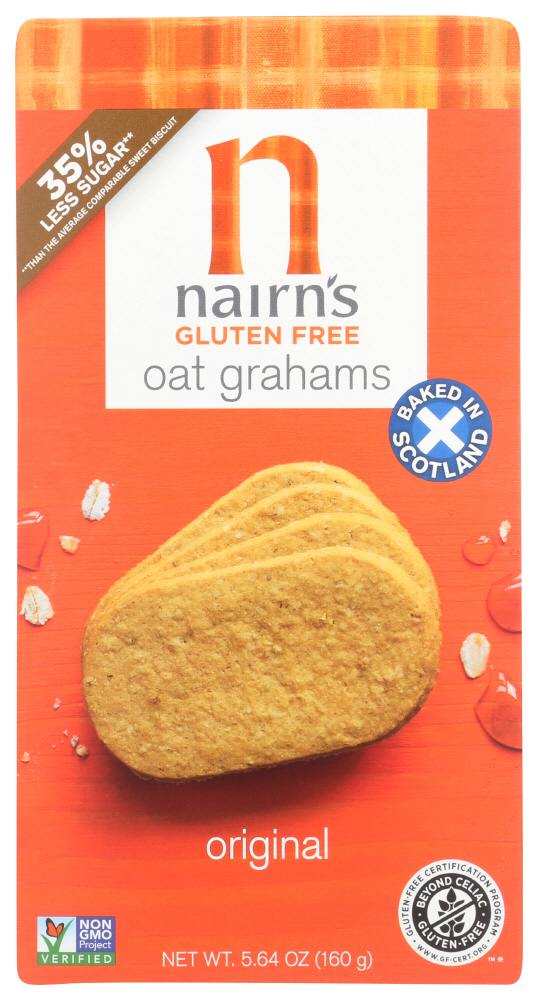 35%
LESS SUGAR**
**THAN THE AVERAGE COMPARABLE SWEET BISCUIT
n
nairn's
GLUTEN FREE
oat grahams
BAKED IN
SCOTLAND
original
NON
GMO
Project
VERIFIED
NET WT. 5.64 OZ (160 g)
GLUTEN-FREE CERTIFICATION PROGRAM
BEYOND CELIAC
GLUTEN-FREE
• WWW.GF-CERT.ORG •
TM *